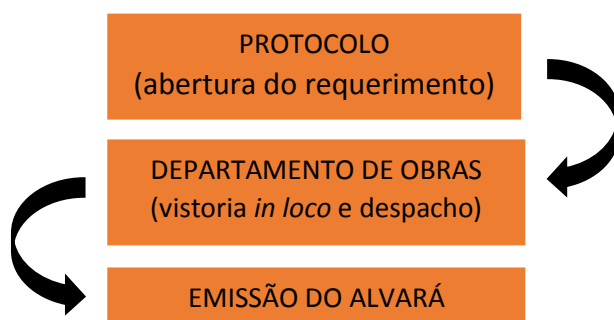 PROTOCOLO
(abertura do requerimento)
DEPARTAMENTO DE OBRAS
(vistoria in loco e despacho)
EMISSÃO DO ALVARÁ